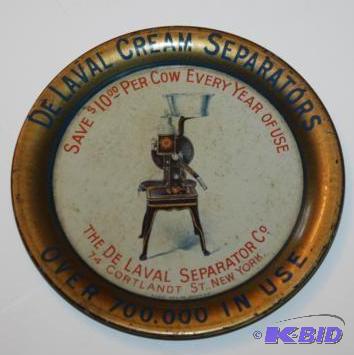 DE LAVAL CREAM SEPARATORS
SAVE $10.00 PER COW EVERY YEAR OF USE
THE DE LAVAL SEPARATOR CO.
74 CORTLANDT ST. NEW YORK
OVER 700.000 IN USE
© K-BID